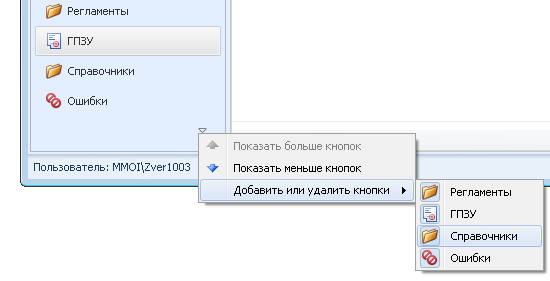 Регламенты
ГПЗУ
Справочники
Ошибки
Пользователь: MMOI\Zver1003
Показать больше кнопок
Показать меньше кнопок
Добавить или удалить кнопки
Регламенты
ГПЗУ
Справочники
Ошибки